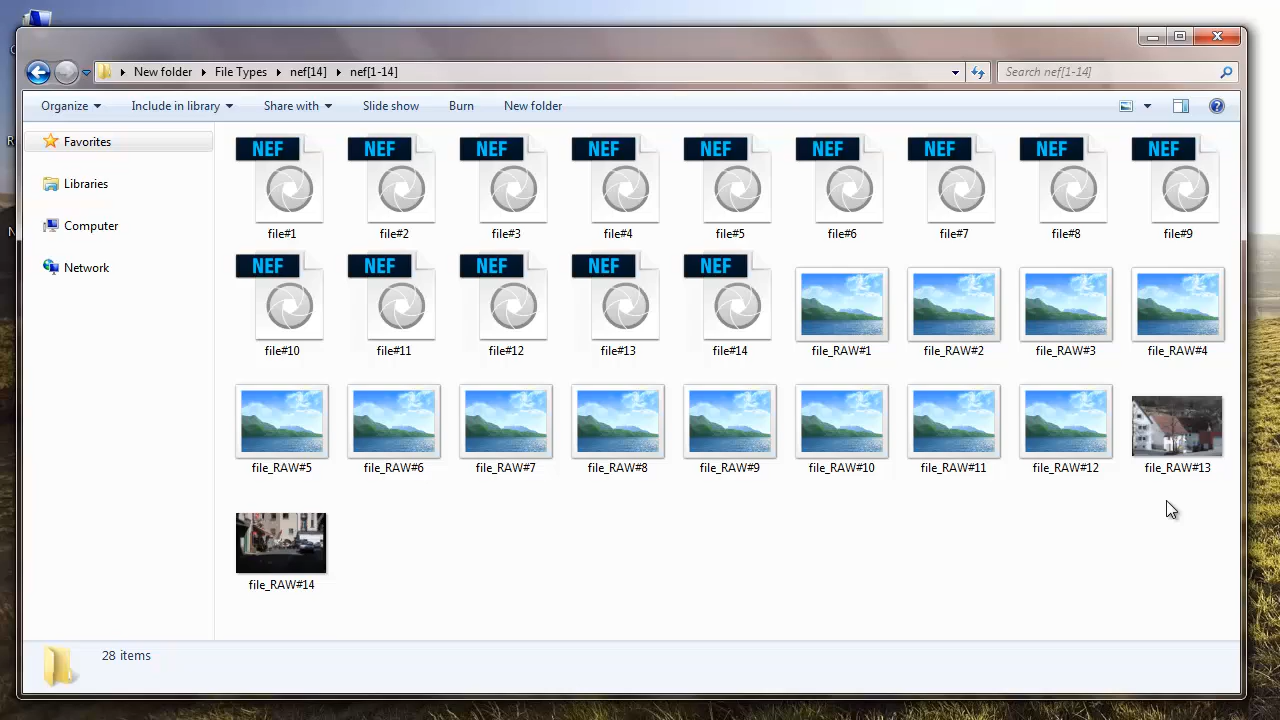 New folder File Types nef[14] nef[1-14] Search nef[1-14]
Organize Include in library Share with Slide show Burn New folder
Favorites
Libraries
Computer
Network
NEF NEF NEF NEF NEF NEF NEF NEF NEF
file#1 file#2 file#3 file#4 file#5 file#6 file#7 file#8 file#9
NEF NEF NEF NEF NEF
file#10 file#11 file#12 file#13 file#14 file_RAW#1 file_RAW#2 file_RAW#3 file_RAW#4
file_RAW#5 file_RAW#6 file_RAW#7 file_RAW#8 file_RAW#9 file_RAW#10 file_RAW#11 file_RAW#12 file_RAW#13
file_RAW#14
28 items